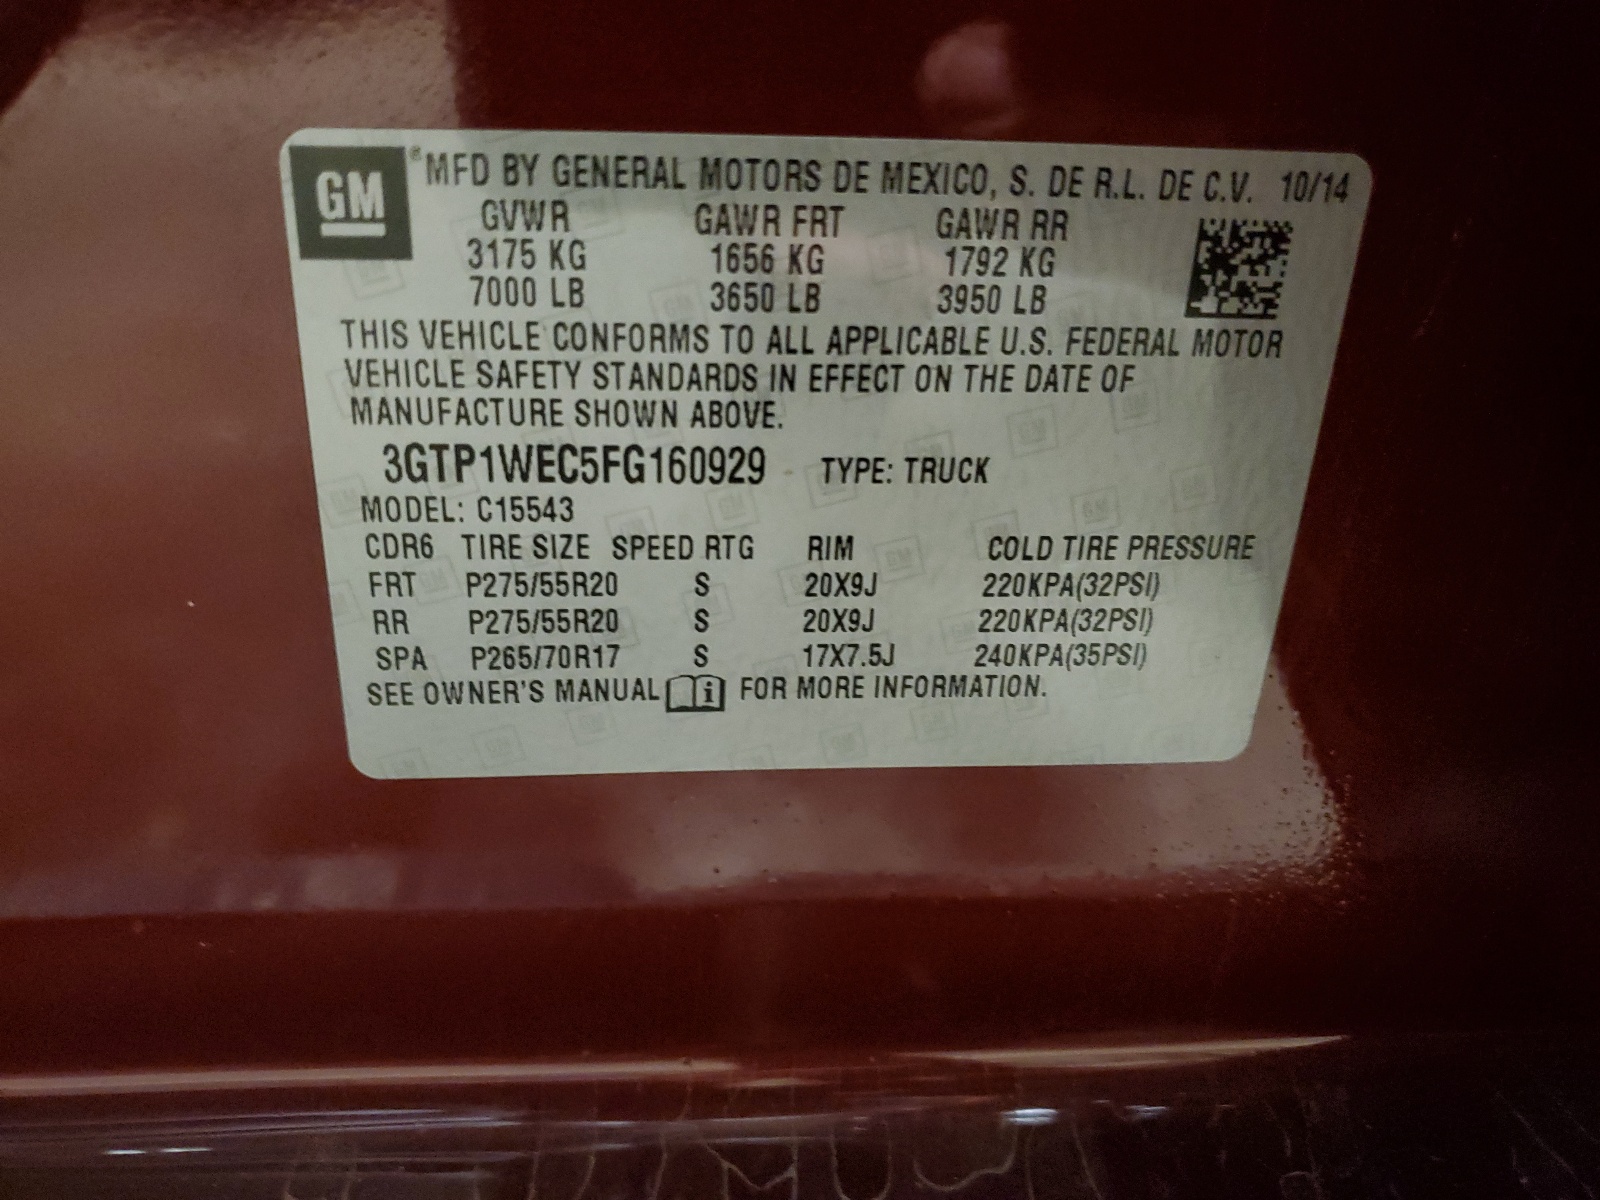 GM
® MFD BY GENERAL MOTORS DE MEXICO, S. DE R.L. DE C.V. 10/14
GVWR GAWR FRT GAWR RR
3175 KG 1656 KG 1792 KG
7000 LB 3650 LB 3950 LB
THIS VEHICLE CONFORMS TO ALL APPLICABLE U.S. FEDERAL MOTOR
VEHICLE SAFETY STANDARDS IN EFFECT ON THE DATE OF
MANUFACTURE SHOWN ABOVE.
3GTP1WEC5FG160929 TYPE: TRUCK
MODEL: C15543
CDR6 TIRE SIZE SPEED RTG RIM COLD TIRE PRESSURE
FRT P275/55R20 S 20X9J 220KPA(32PSI)
RR P275/55R20 S 20X9J 220KPA(32PSI)
SPA P265/70R17 S 17X7.5J 240KPA(35PSI)
SEE OWNER'S MANUAL i FOR MORE INFORMATION.